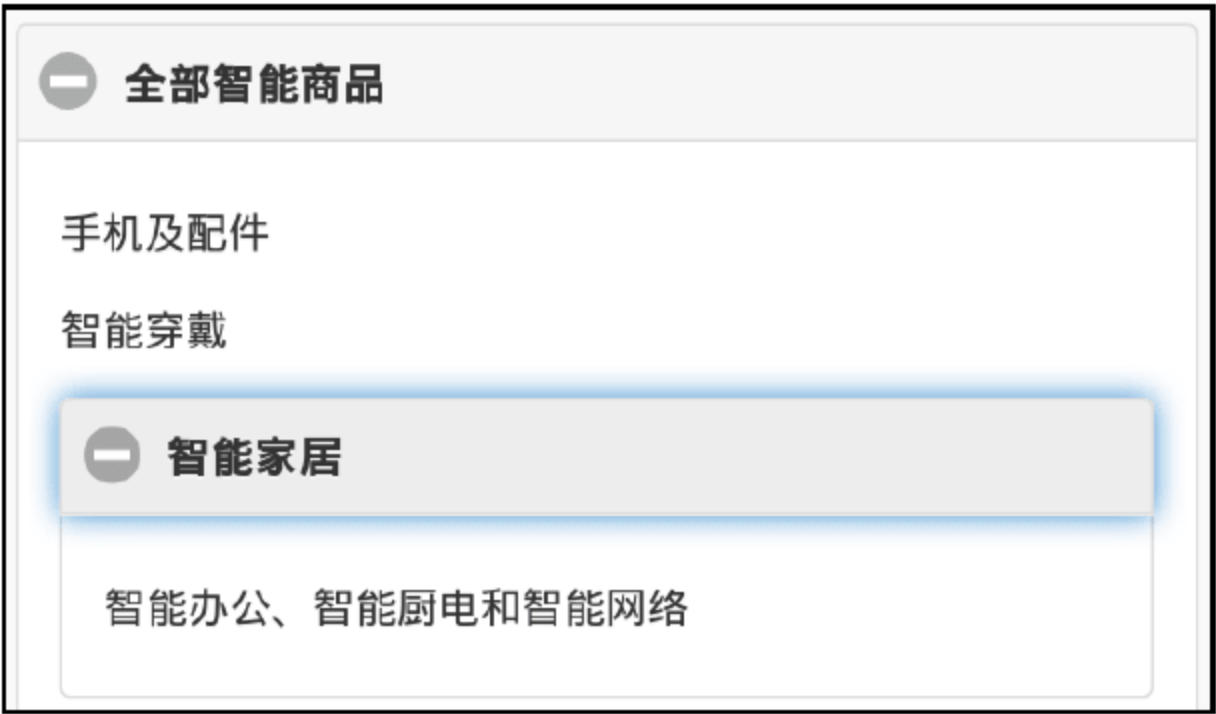 全部智能商品
手机及配件
智能穿戴
智能家居
智能办公、智能厨电和智能网络